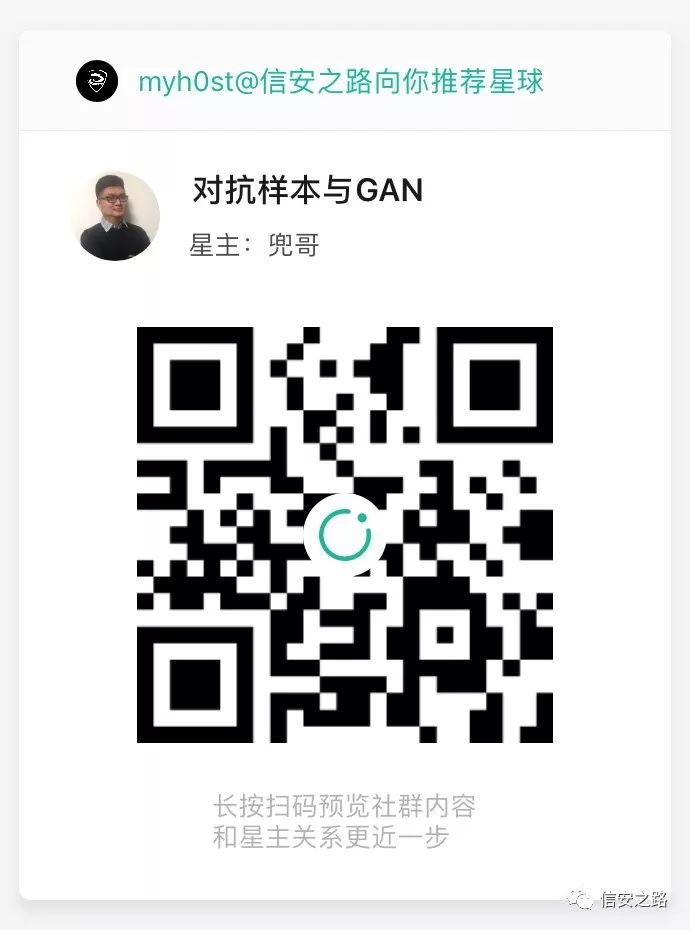 myh0st@信安之路向你推荐星球
对抗样本与GAN
星主：兜哥
长按扫码预览社群内容
和星主关系更近一步
信安之路